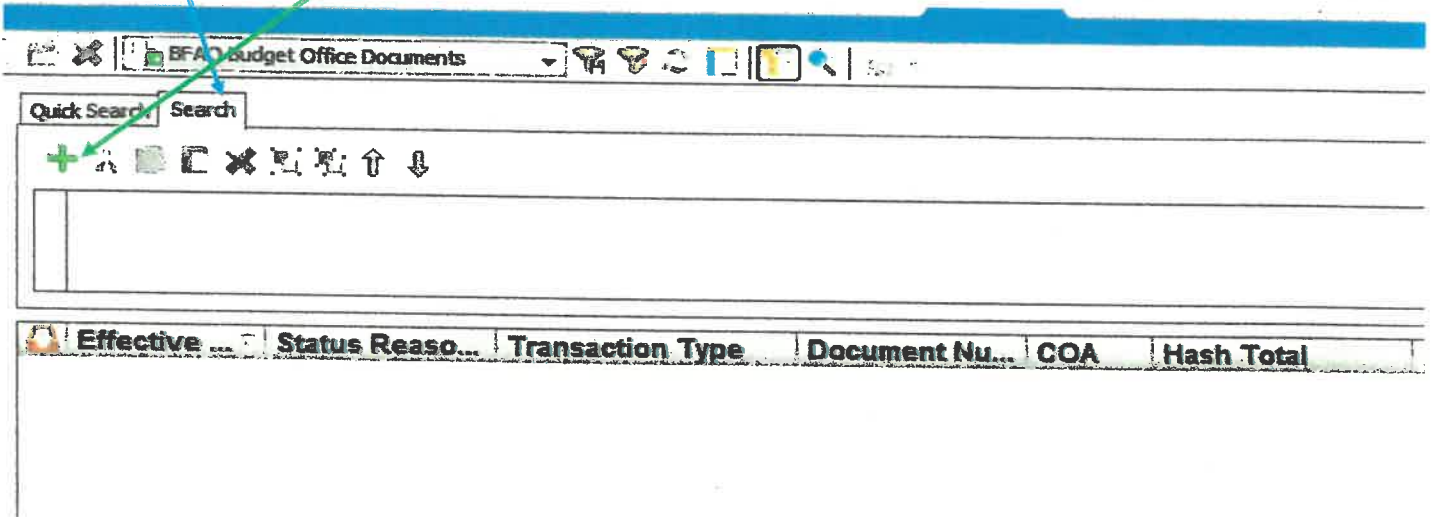 BFAO Budget Office Documents
Quick Search Search
Effective ... Status Reaso... Transaction Type Document Nu... COA Hash Total